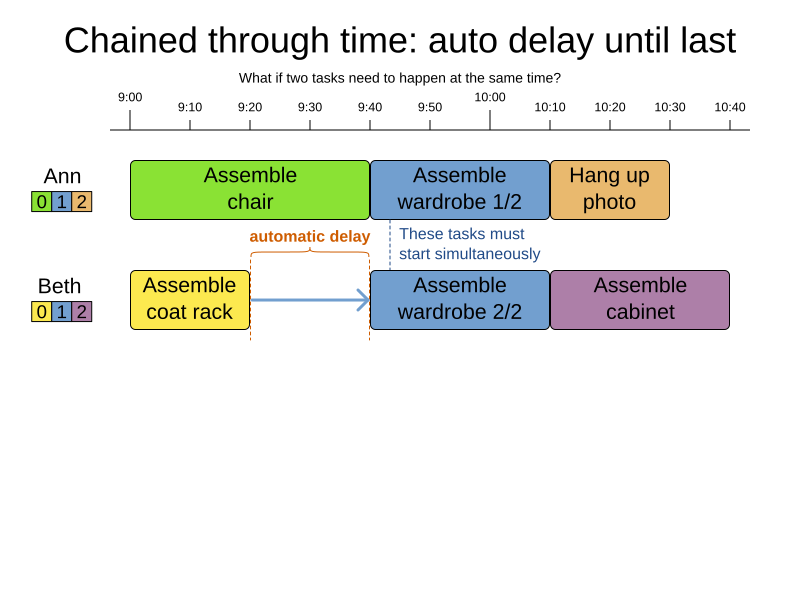 Chained through time: auto delay until last
What if two tasks need to happen at the same time?
9:00 9:10 9:20 9:30 9:40 9:50 10:00 10:10 10:20 10:30 10:40
Ann
0 1 2
Assemble
chair
Assemble
wardrobe 1/2
Hang up
photo
automatic delay
These tasks must
start simultaneously
Beth
0 1 2
Assemble
coat rack
Assemble
wardrobe 2/2
Assemble
cabinet